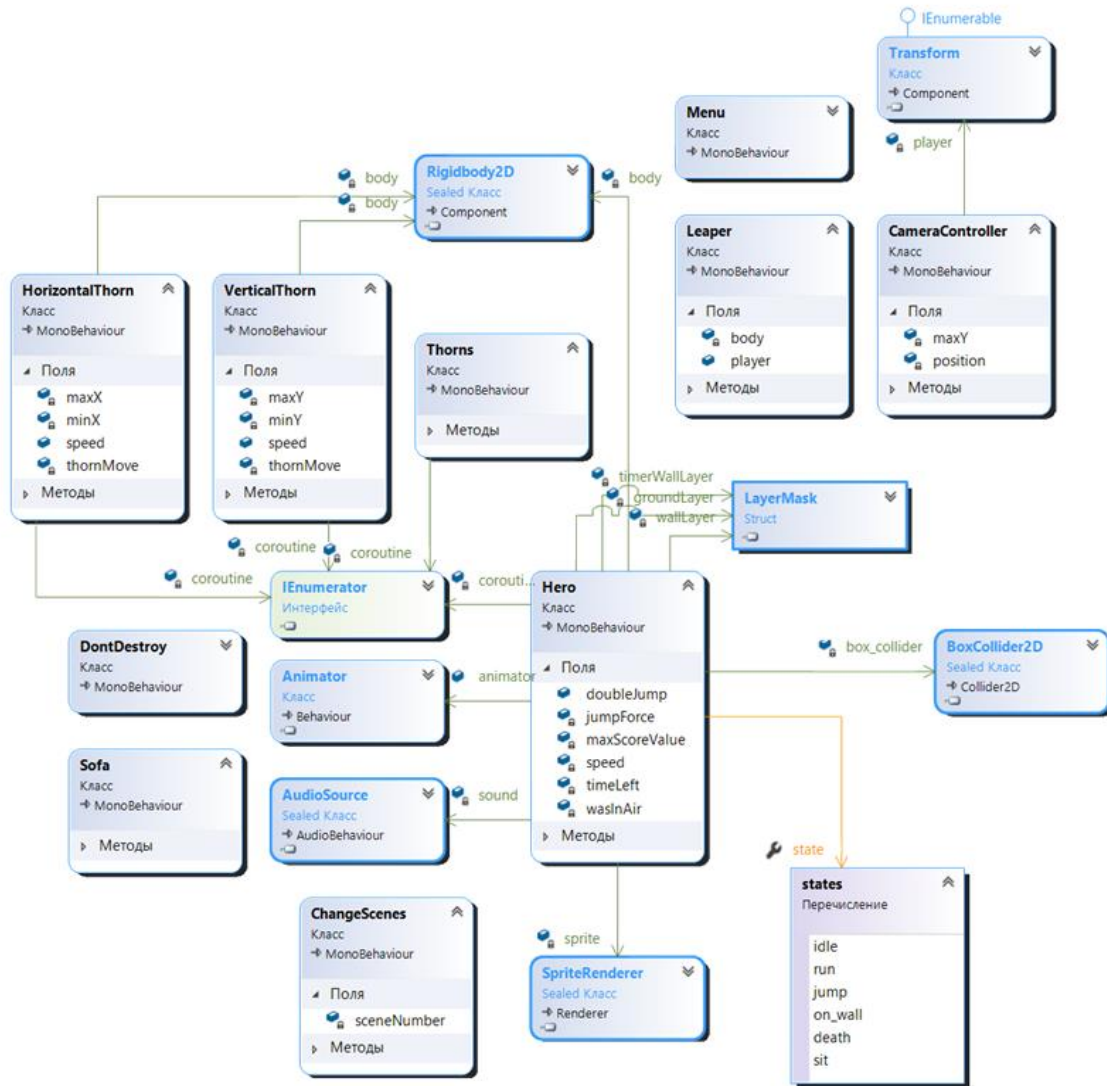 IEnumerable
Transform
Класс
Component
player
Menu
Класс
MonoBehaviour
body
body
Rigidbody2D
Sealed Класс
Component
body
Leaper
Класс
MonoBehaviour
Поля
body
player
Методы
CameraController
Класс
MonoBehaviour
Поля
maxY
position
Методы
HorizontalThorn
Класс
MonoBehaviour
Поля
maxX
minX
speed
thornMove
Методы
VerticalThorn
Класс
MonoBehaviour
Поля
maxY
minY
speed
thornMove
Методы
Thorns
Класс
MonoBehaviour
Методы
timerWallLayer
groundLayer
wallLayer
LayerMask
Struct
coroutine
coroutine
coroutine
IEnumerator
Интерфейс
corouti...
Hero
Класс
MonoBehaviour
Поля
doubleJump
jumpForce
maxScoreValue
speed
timeLeft
wasInAir
Методы
DontDestroy
Класс
MonoBehaviour
Animator
Класс
Behaviour
animator
box_collider
BoxCollider2D
Sealed Класс
Collider2D
Sofa
Класс
MonoBehaviour
Методы
AudioSource
Sealed Класс
AudioBehaviour
sound
state
states
Перечисление
idle
run
jump
on_wall
death
sit
ChangeScenes
Класс
MonoBehaviour
Поля
sceneNumber
Методы
sprite
SpriteRenderer
Sealed Класс
Renderer